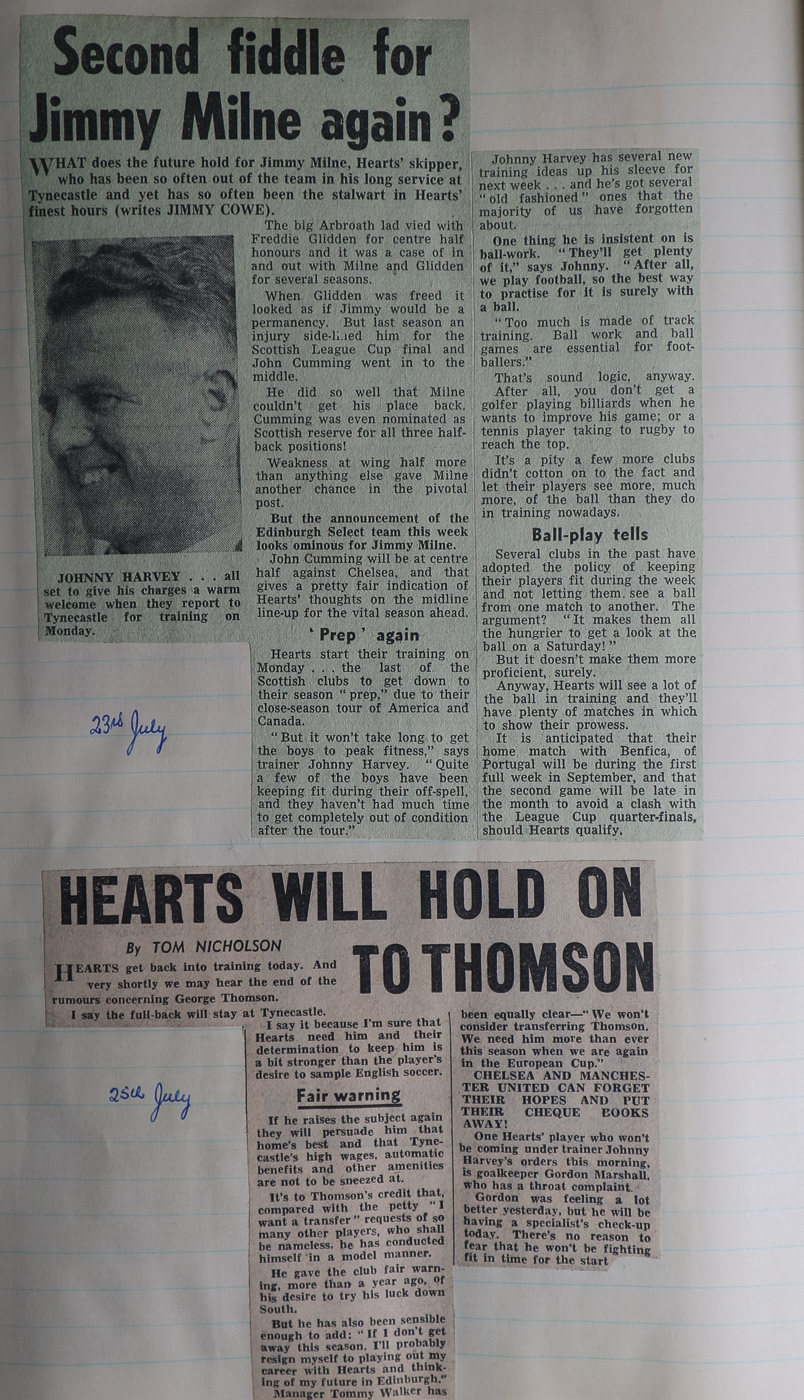 Second fiddle for
Jimmy Milne again?
WHAT does the future hold for Jimmy Milne, Hearts' skipper,
who has been so often out of the team in his long service at
Tynecastle and yet has so often been the stalwart in Hearts'
finest hours (writes JIMMY COWE).
The big Arbroath lad vied with
Freddie Glidden for centre half
honours and it was a case of in
and out with Milne and Glidden
for several seasons.
When Glidden was freed it
looked as if Jimmy would be a
permanency. But last season an
injury side-lined him for the
Scottish League Cup final and
John Cumming went in to the
middle.
He did so well that Milne
couldn't get his place back.
Cumming was even nominated as
Scottish reserve for all three half-
back positions!
Weakness at wing half more
than anything else gave Milne
another chance in the pivotal
post.
But the announcement of the
Edinburgh Select team this week
looks ominous for Jimmy Milne.
John Cumming will be at centre
half against Chelsea, and that
gives a pretty fair indication of
Hearts' thoughts on the midline
line-up for the vital season ahead.
' Prep ' again
Hearts start their training on
Monday . . . the last of the
Scottish clubs to get down to
their season " prep," due to their
close-season tour of America and
Canada.
" But it won't take long to get
the boys to peak fitness," says
trainer Johnny Harvey. " Quite
a few of the boys have been
keeping fit during their off-spell,
and they haven't had much time
to get completely out of condition
after the tour."
JOHNNY HARVEY . . . all
set to give his charges a warm
welcome when they report to
Tynecastle for training on
Monday.
Johnny Harvey has several new
training ideas up his sleeve for
next week . . . and he's got several
" old fashioned " ones that the
majority of us have forgotten
about.
One thing he is insistent on is
ball-work. " They'll get plenty
of it," says Johnny. " After all,
we play football, so the best way
to practise for it is surely with
a ball.
" Too much is made of track
training. Ball work and ball
games are essential for foot-
ballers."
That's sound logic, anyway.
After all, you don't get a
golfer playing billiards when he
wants to improve his game; or a
tennis player taking to rugby to
reach the top.
It's a pity a few more clubs
didn't cotton on to the fact and
let their players see more, much
more, of the ball than they do
in training nowadays.
Ball-play tells
Several clubs in the past have
adopted the policy of keeping
their players fit during the week
and not letting them see a ball
from one match to another. The
argument? " It makes them all
the hungrier to get a look at the
ball on a Saturday! "
But it doesn't make them more
proficient, surely.
Anyway, Hearts will see a lot of
the ball in training and they'll
have plenty of matches in which
to show their prowess.
It is anticipated that their
home match with Benfica, of
Portugal will be during the first
full week in September, and that
the second game will be late in
the month to avoid a clash with
the League Cup quarter-finals,
should Hearts qualify.
23rd July
HEARTS WILL HOLD ON
TO THOMSON
By TOM NICHOLSON
HEARTS get back into training today. And
very shortly we may hear the end of the
rumours concerning George Thomson.
I say the full-back will stay at Tynecastle.
I say it because I'm sure that
Hearts need him and their
determination to keep him is
a bit stronger than the player's
desire to sample English soccer.
Fair warning
If he raises the subject again
they will persuade him that
home's best and that Tyne-
castle's high wages, automatic
benefits and other amenities
are not to be sneezed at.
It's to Thomson's credit that,
compared with the petty " I
want a transfer " requests of so
many other players, who shall
be nameless, he has conducted
himself in a model manner.
He gave the club fair warn-
ing, more than a year ago, of
his desire to try his luck down
South.
But he has also been sensible
enough to add: " If I don't get
away this season, I'll probably
resign myself to playing out my
career with Hearts and think-
ing of my future in Edinburgh."
Manager Tommy Walker has
been equally clear—" We won't
consider transferring Thomson.
We need him more than ever
this season when we are again
in the European Cup."
CHELSEA AND MANCHES-
TER UNITED CAN FORGET
THEIR HOPES AND PUT
THEIR CHEQUE BOOKS
AWAY!
One Hearts' player who won't
be coming under trainer Johnny
Harvey's orders this morning,
is goalkeeper Gordon Marshall,
who has a throat complaint.
Gordon was feeling a lot
better yesterday, but he will be
having a specialist's check-up
today. There's no reason to
fear that he won't be fighting
fit in time for the start
25th July